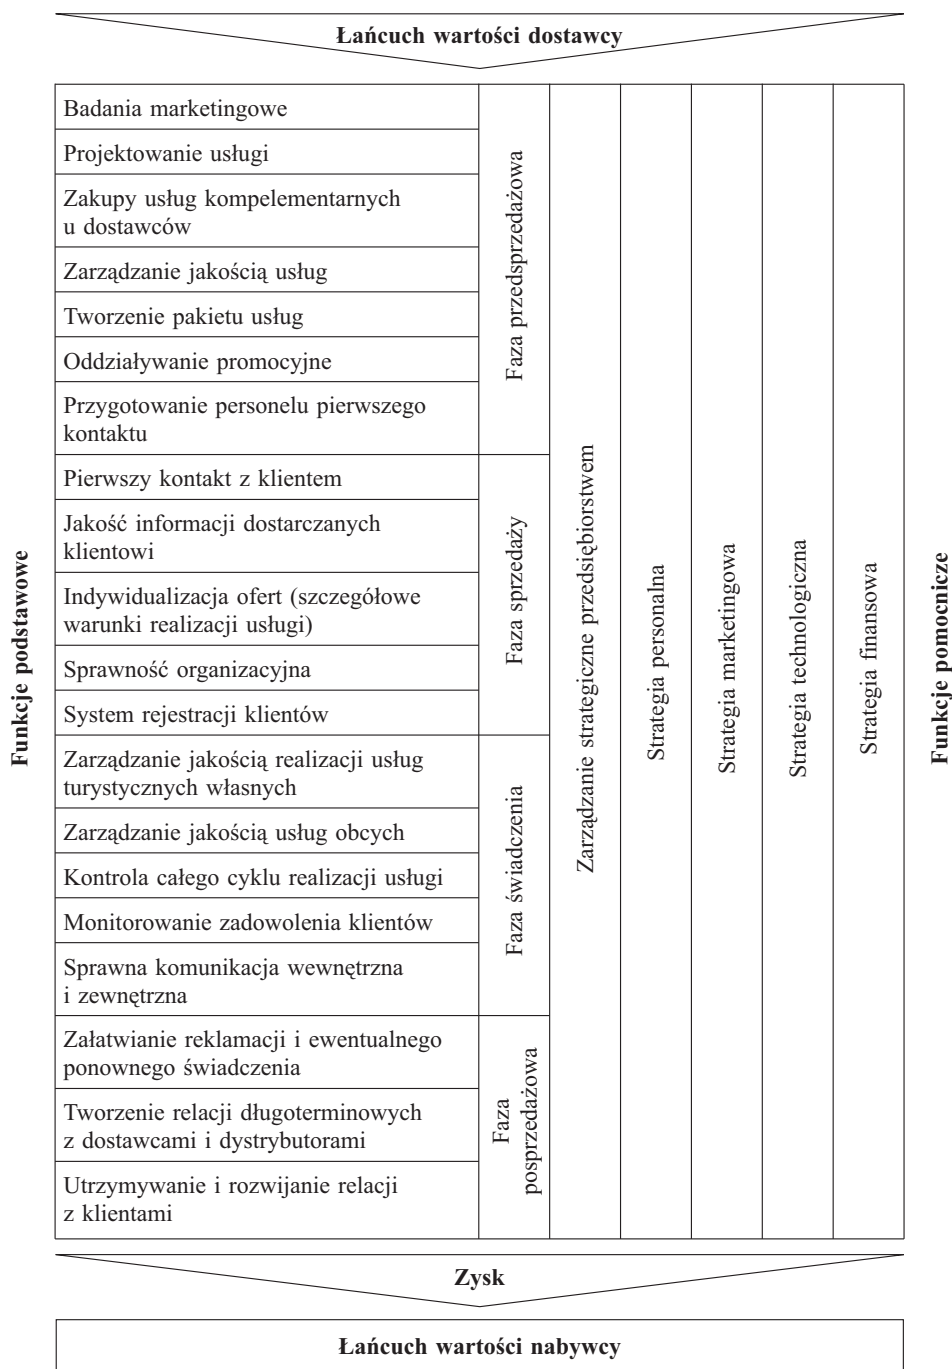 Łańcuch wartości dostawcy
Badania marketingowe
Projektowanie usługi
Zakupy usług kompelementarnych
u dostawców
Zarządzanie jakością usług
Tworzenie pakietu usług
Oddziaływanie promocyjne
Przygotowanie personelu pierwszego
kontaktu
Faza przedsprzedażowa
Pierwszy kontakt z klientem
Jakość informacji dostarczanych
klientowi
Indywidualizacja ofert (szczegółowe
warunki realizacji usługi)
Sprawność organizacyjna
System rejestracji klientów
Faza sprzedaży
Zarządzanie jakością realizacji usług
turystycznych własnych
Zarządzanie jakością usług obcych
Kontrola całego cyklu realizacji usługi
Monitorowanie zadowolenia klientów
Sprawna komunikacja wewnętrzna
i zewnętrzna
Faza świadczenia
Załatwianie reklamacji i ewentualnego
ponownego świadczenia
Tworzenie relacji długoterminowych
z dostawcami i dystrybutorami
Utrzymywanie i rozwijanie relacji
z klientami
Faza
posprzedażowa
Funkcje podstawowe
Zarządzanie strategiczne przedsiębiorstwem
Strategia personalna
Strategia marketingowa
Strategia technologiczna
Strategia finansowa
Funkcje pomocnicze
Zysk
Łańcuch wartości nabywcy